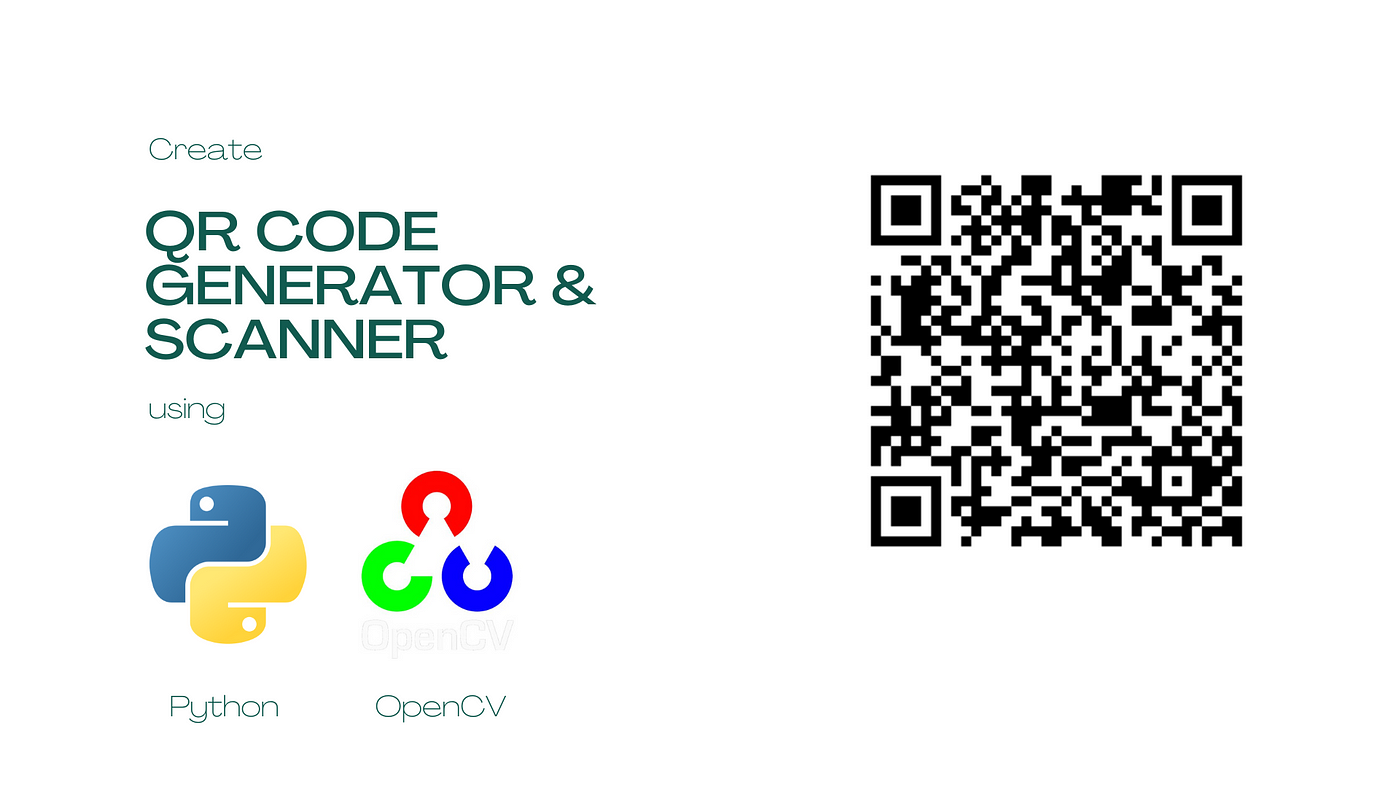 Create
QR CODE
GENERATOR &
SCANNER
using
OpenCV
Python
OpenCV